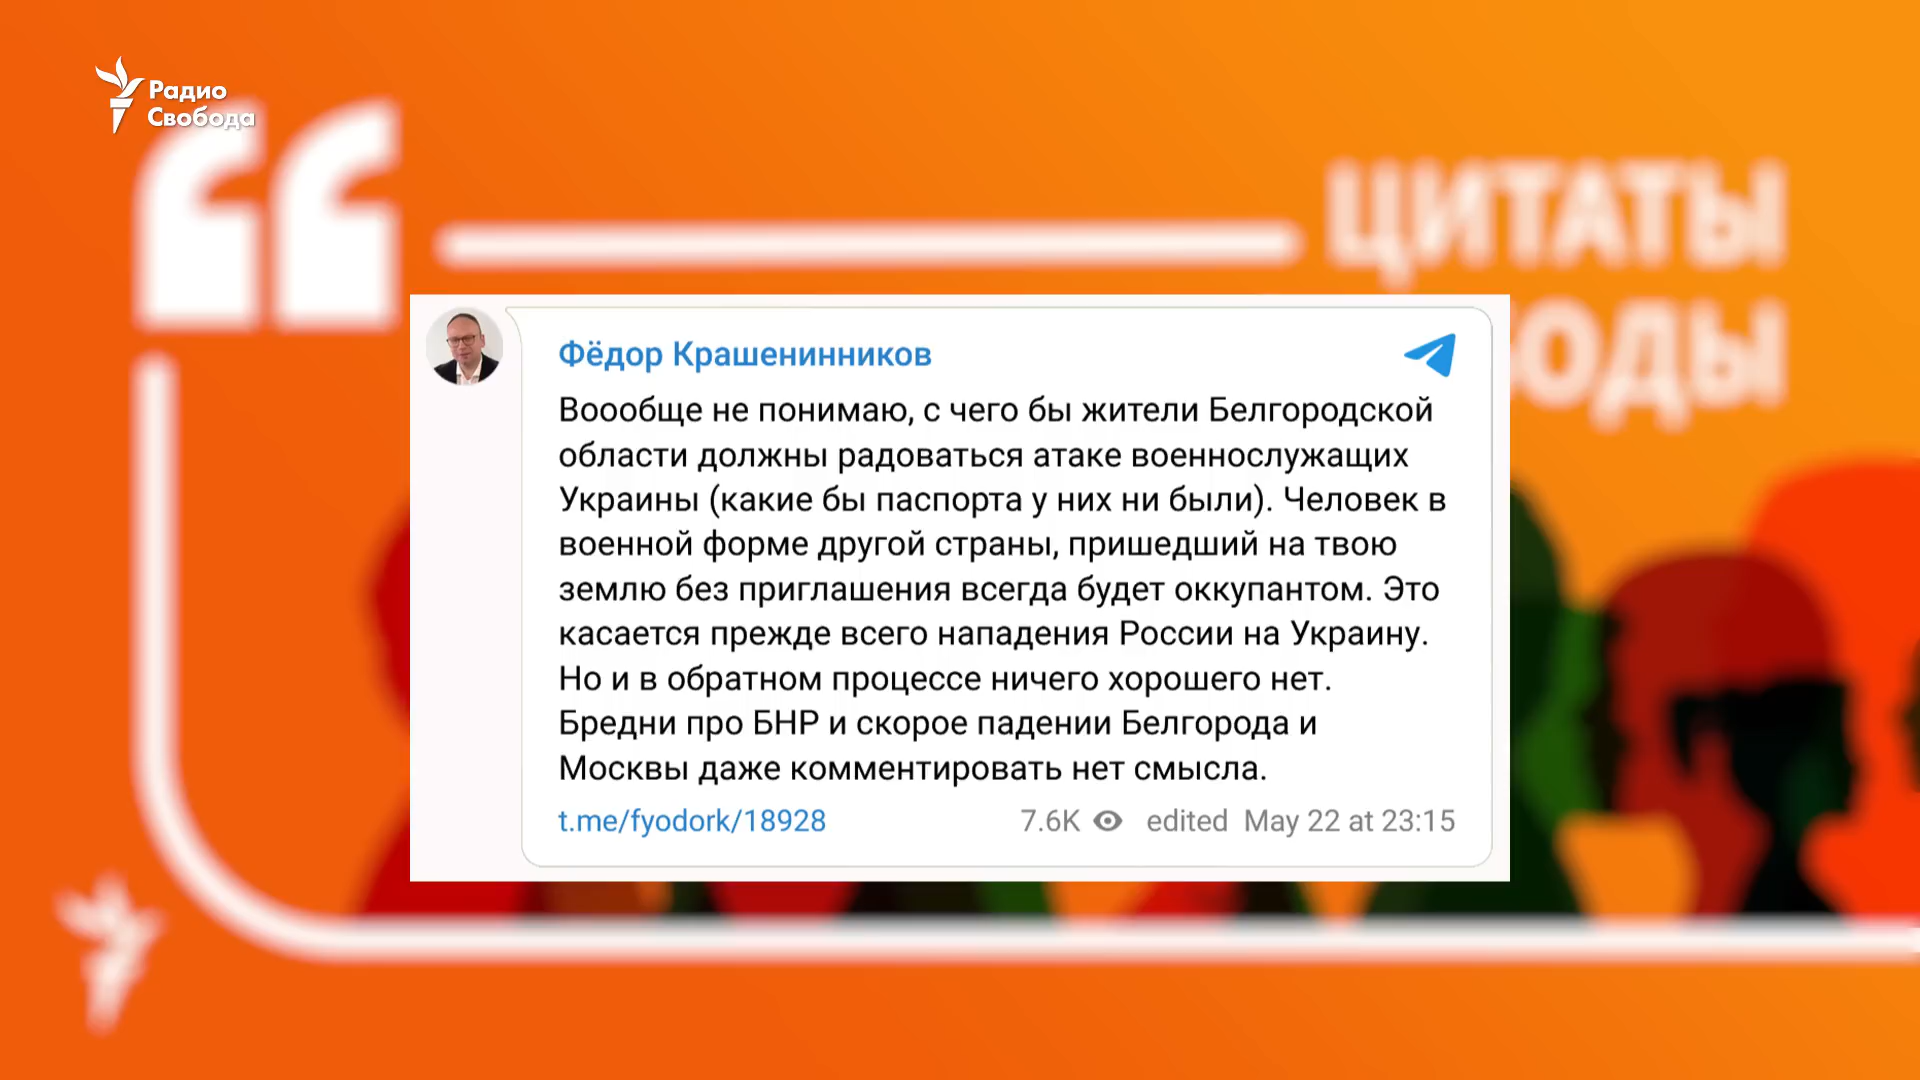 Радио
Свобода
ЦИТАТЫ
Фёдор Крашенинников
Воообще не понимаю, с чего бы жители Белгородской
области должны радоваться атаке военнослужащих
Украины (какие бы паспорта у них ни были). Человек в
военной форме другой страны, пришедший на твою
землю без приглашения всегда будет оккупантом. Это
касается прежде всего нападения России на Украину.
Но и в обратном процессе ничего хорошего нет.
Бредни про БНР и скорое падении Белгорода и
Москвы даже комментировать нет смысла.
t.me/fyodork/18928 7.6K edited May 22 at 23:15